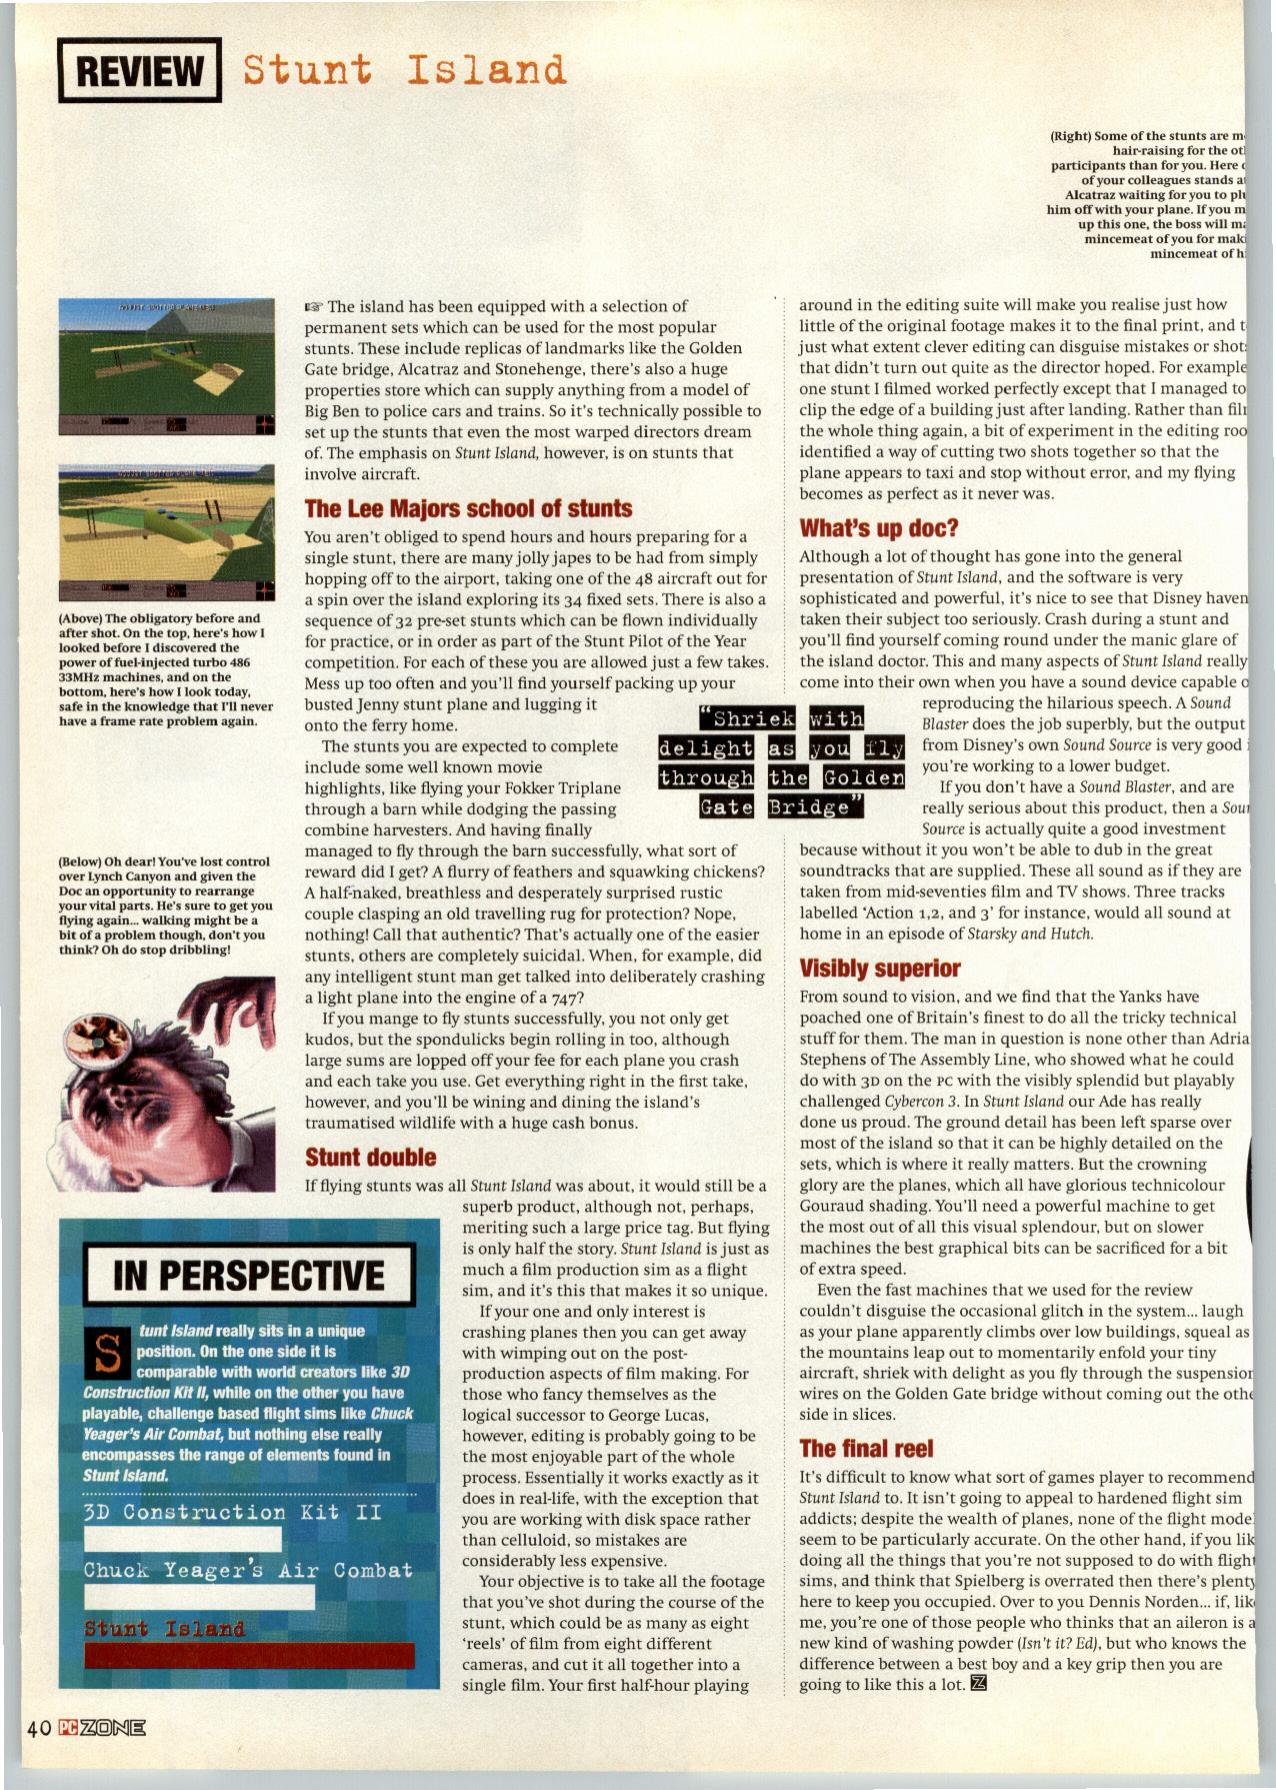 REVIEW Stunt Island
(Right) Some of the stunts are
hair-raising for the
participants than for you. Here
of your colleagues stands
Alcatraz waiting for you to
him off with your plane. If you
up this one, the boss will
mincemeat of you for
mincemeat of
(Above) The obligatory before and
after shot. On the top, here's how I
looked before I discovered the
power of fuel-injected turbo 486
33MHz machines, and on the
bottom, here's how I look today,
safe in the knowledge that I'll never
have a frame rate problem again.
(Below) Oh dear! You've lost control
over Lynch Canyon and given the
Doc an opportunity to rearrange
your vital parts. He's sure to get you
flying again... walking might be a
bit of a problem though, don't you
think? Oh do stop dribbling!
☞ The island has been equipped with a selection of
permanent sets which can be used for the most popular
stunts. These include replicas of landmarks like the Golden
Gate bridge, Alcatraz and Stonehenge, there's also a huge
properties store which can supply anything from a model of
Big Ben to police cars and trains. So it's technically possible to
set up the stunts that even the most warped directors dream
of. The emphasis on Stunt Island, however, is on stunts that
involve aircraft.
The Lee Majors school of stunts
You aren't obliged to spend hours and hours preparing for a
single stunt, there are many jolly japes to be had from simply
hopping off to the airport, taking one of the 48 aircraft out for
a spin over the island exploring its 34 fixed sets. There is also a
sequence of 32 pre-set stunts which can be flown individually
for practice, or in order as part of the Stunt Pilot of the Year
competition. For each of these you are allowed just a few takes.
Mess up too often and you'll find yourself packing up your
busted Jenny stunt plane and lugging it
onto the ferry home.
The stunts you are expected to complete
include some well known movie
highlights, like flying your Fokker Triplane
through a barn while dodging the passing
combine harvesters. And having finally
managed to fly through the barn successfully, what sort of
reward did I get? A flurry of feathers and squawking chickens?
A half-naked, breathless and desperately surprised rustic
couple clasping an old travelling rug for protection? Nope,
nothing! Call that authentic? That's actually one of the easier
stunts, others are completely suicidal. When, for example, did
any intelligent stunt man get talked into deliberately crashing
a light plane into the engine of a 747?
If you mange to fly stunts successfully, you not only get
kudos, but the spondulicks begin rolling in too, although
large sums are lopped off your fee for each plane you crash
and each take you use. Get everything right in the first take,
however, and you'll be wining and dining the island's
traumatised wildlife with a huge cash bonus.
Stunt double
If flying stunts was all Stunt Island was about, it would still be a
superb product, although not, perhaps,
meriting such a large price tag. But flying
is only half the story. Stunt Island is just as
much a film production sim as a flight
sim, and it's this that makes it so unique.
If your one and only interest is
crashing planes then you can get away
with wimping out on the post-
production aspects of film making. For
those who fancy themselves as the
logical successor to George Lucas,
however, editing is probably going to be
the most enjoyable part of the whole
process. Essentially it works exactly as it
does in real-life, with the exception that
you are working with disk space rather
than celluloid, so mistakes are
considerably less expensive.
Your objective is to take all the footage
that you've shot during the course of the
stunt, which could be as many as eight
'reels' of film from eight different
cameras, and cut it all together into a
single film. Your first half-hour playing
"Shriek with
delight as you fly
through the Golden
Gate Bridge"
around in the editing suite will make you realise just how
little of the original footage makes it to the final print, and
just what extent clever editing can disguise mistakes or
that didn't turn out quite as the director hoped. For example
one stunt I filmed worked perfectly except that I managed to
clip the edge of a building just after landing. Rather than
the whole thing again, a bit of experiment in the editing
identified a way of cutting two shots together so that the
plane appears to taxi and stop without error, and my flying
becomes as perfect as it never was.
What's up doc?
Although a lot of thought has gone into the general
presentation of Stunt Island, and the software is very
sophisticated and powerful, it's nice to see that Disney haven
taken their subject too seriously. Crash during a stunt and
you'll find yourself coming round under the manic glare of
the island doctor. This and many aspects of Stunt Island really
come into their own when you have a sound device capable
reproducing the hilarious speech. A Sound
Blaster does the job superbly, but the output
from Disney's own Sound Source is very good
you're working to a lower budget.
If you don't have a Sound Blaster, and are
really serious about this product, then a
Source is actually quite a good investment
because without it you won't be able to dub in the great
soundtracks that are supplied. These all sound as if they are
taken from mid-seventies film and TV shows. Three tracks
labelled 'Action 1,2, and 3' for instance, would all sound at
home in an episode of Starsky and Hutch.
Visibly superior
From sound to vision, and we find that the Yanks have
poached one of Britain's finest to do all the tricky technical
stuff for them. The man in question is none other than Adria
Stephens of The Assembly Line, who showed what he could
do with 3D on the PC with the visibly splendid but playably
challenged Cybercon 3. In Stunt Island our Ade has really
done us proud. The ground detail has been left sparse over
most of the island so that it can be highly detailed on the
sets, which is where it really matters. But the crowning
glory are the planes, which all have glorious technicolour
Gouraud shading. You'll need a powerful machine to get
the most out of all this visual splendour, but on slower
machines the best graphical bits can be sacrificed for a bit
of extra speed.
Even the fast machines that we used for the review
couldn't disguise the occasional glitch in the system... laugh
as your plane apparently climbs over low buildings, squeal as
the mountains leap out to momentarily enfold your tiny
aircraft, shriek with delight as you fly through the suspension
wires on the Golden Gate bridge without coming out the
side in slices.
The final reel
It's difficult to know what sort of games player to recommend
Stunt Island to. It isn't going to appeal to hardened flight sim
addicts; despite the wealth of planes, none of the flight
seem to be particularly accurate. On the other hand, if you
doing all the things that you're not supposed to do with flight
sims, and think that Spielberg is overrated then there's plenty
here to keep you occupied. Over to you Dennis Norden... if,
me, you're one of those people who thinks that an aileron is a
new kind of washing powder (Isn't it? Ed), but who knows the
difference between a best boy and a key grip then you are
going to like this a lot. Z
IN PERSPECTIVE
Stunt Island really sits in a unique
position. On the one side it is
comparable with world creators like 3D
Construction Kit II, while on the other you have
playable, challenge based flight sims like Chuck
Yeager's Air Combat, but nothing else really
encompasses the range of elements found in
Stunt Island.
3D Construction Kit II
Chuck Yeager's Air Combat
Stunt Island
40 PC ZONE